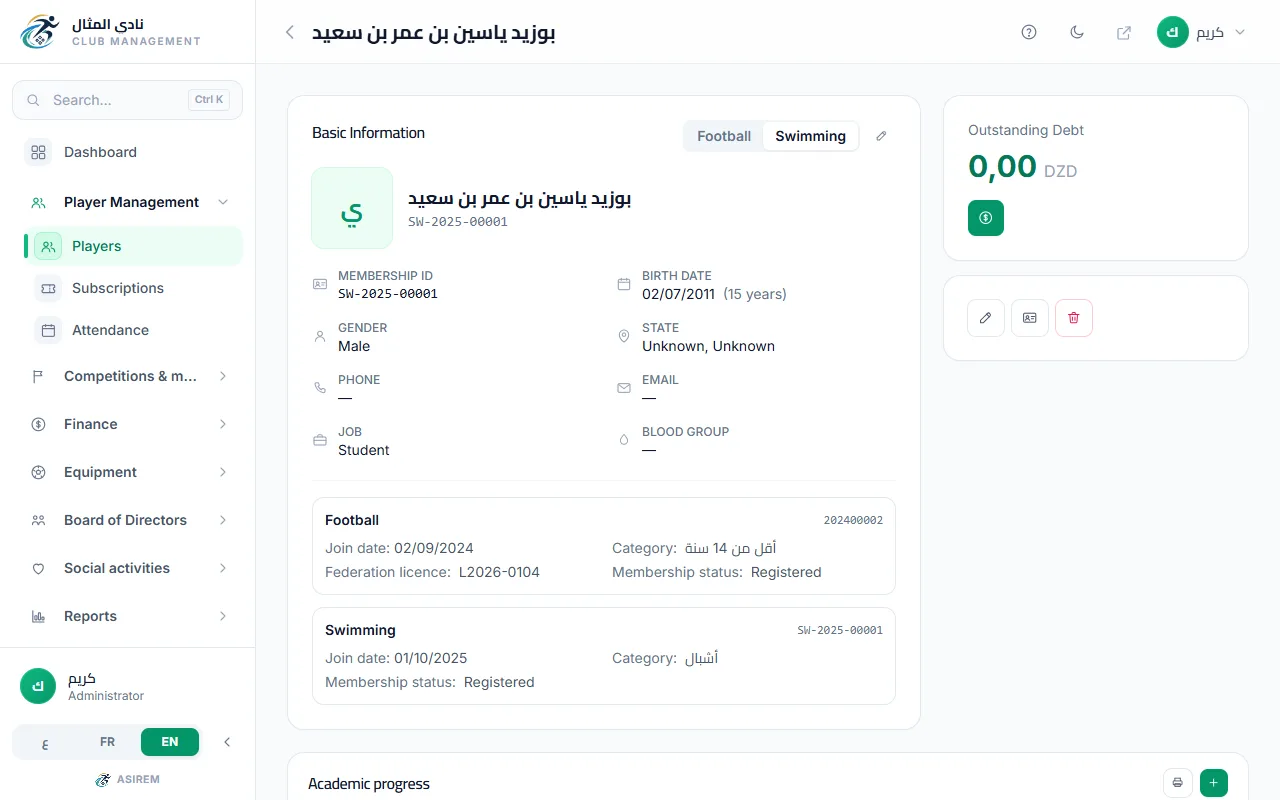 نادي المثال
CLUB MANAGEMENT
Search...
Ctrl K
Dashboard
Player Management
Players
Subscriptions
Attendance
Competitions & m...
Finance
Equipment
Board of Directors
Social activities
Reports
ك
كريم
Administrator
ع
FR
EN
ASIREM
بوزيد ياسين بن عمر بن سعيد
ك
كريم
Basic Information
Football
Swimming
ي
بوزيد ياسين بن عمر بن سعيد
SW-2025-00001
MEMBERSHIP ID
SW-2025-00001
BIRTH DATE
02/07/2011 (15 years)
GENDER
Male
STATE
Unknown, Unknown
PHONE
—
EMAIL
—
JOB
Student
BLOOD GROUP
—
Football
202400002
Join date: 02/09/2024
Category: أقل من 14 سنة
Federation licence: L2026-0104
Membership status: Registered
Swimming
SW-2025-00001
Join date: 01/10/2025
Category: أشبال
Membership status: Registered
Outstanding Debt
0,00 DZD
Academic progress